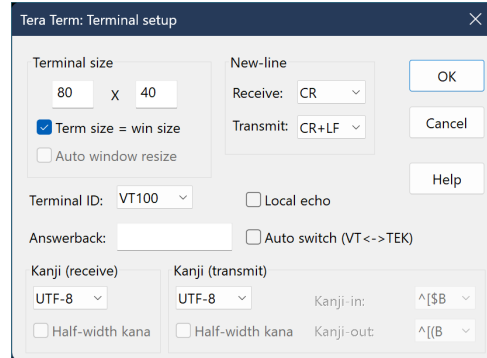 Tera Term: Terminal setup
Terminal size
80 X 40
Term size = win size
Auto window resize
New-line
Receive: CR
Transmit: CR+LF
OK
Cancel
Help
Terminal ID: VT100
Local echo
Answerback:
Auto switch (VT<->TEK)
Kanji (receive)
UTF-8
Half-width kana
Kanji (transmit)
UTF-8
Half-width kana
Kanji-in: ^[$B
Kanji-out: ^[(B